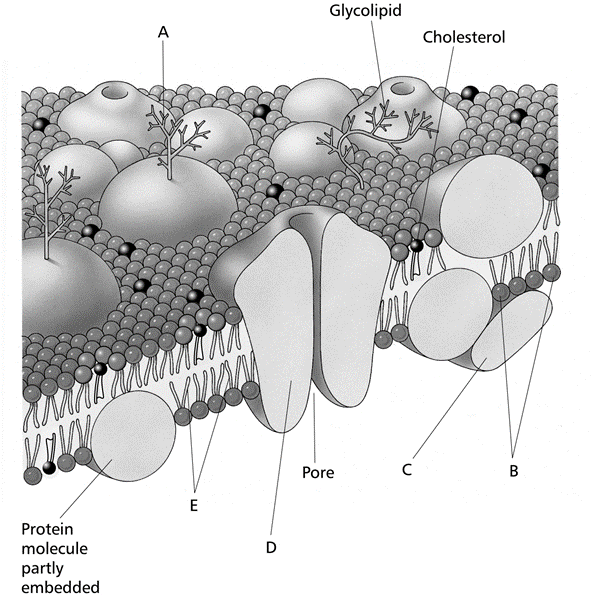 Glycolipid
A
Cholesterol
Pore
C
B
E
D
Protein
molecule
partly
embedded